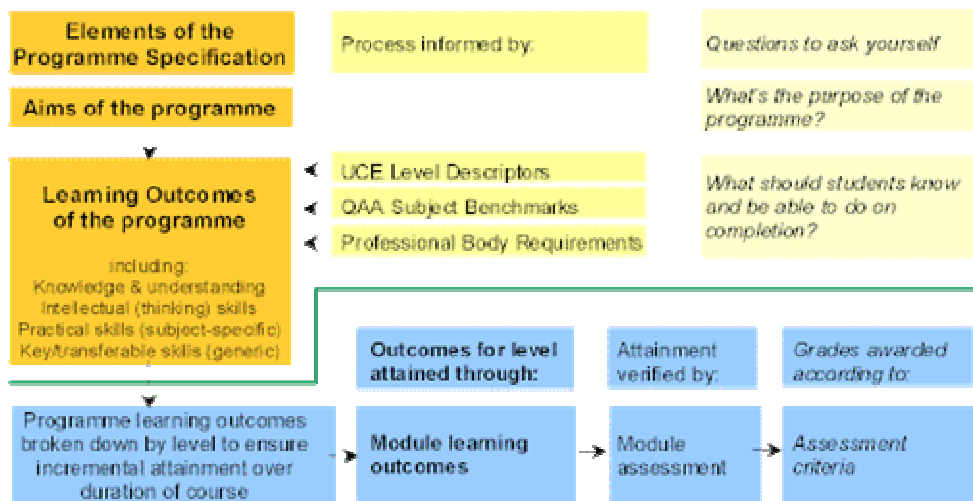 Elements of the
Programme Specification
Process informed by:
Questions to ask yourself
Aims of the programme
What's the purpose of the
programme?
Learning Outcomes
of the programme
including:
Knowledge & understanding
Intellectual (thinking) skills
Practical skills (subject-specific)
Key/transferable skills (generic)
UCE Level Descriptors
QAA Subject Benchmarks
Professional Body Requirements
What should students know
and be able to do on
completion?
Outcomes for level
attained through:
Attainment
verified by:
Grades awarded
according to:
Programme learning outcomes
broken down by level to ensure
incremental attainment over
duration of course
Module learning
outcomes
Module
assessment
Assessment
criteria